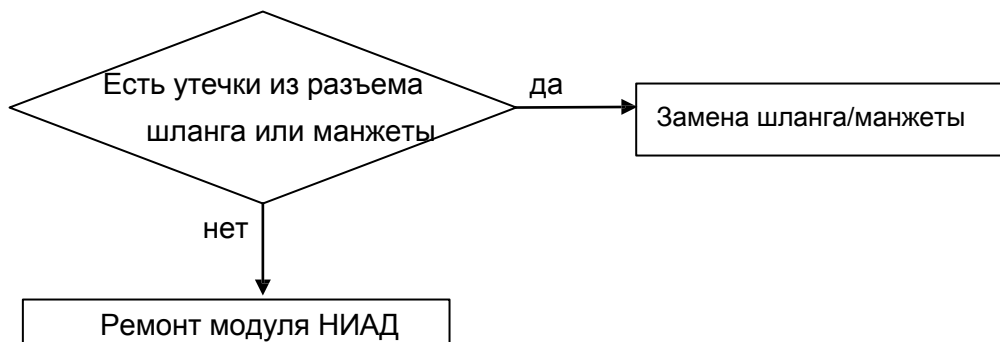 Есть утечки из разъема
шланга или манжеты
да
Замена шланга/манжеты
нет
Ремонт модуля НИАД